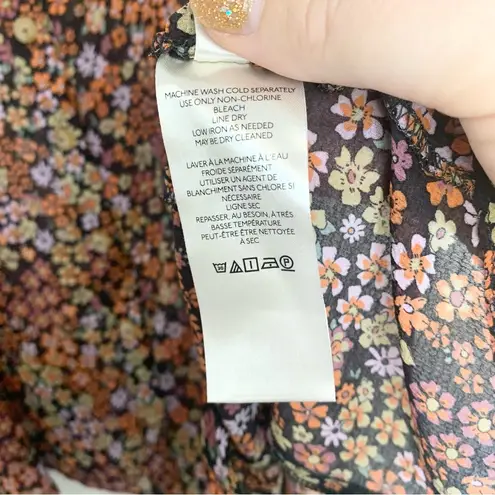 MACHINE WASH COLD SEPARATELY
USE ONLY NON-CHLORINE
BLEACH
LINE DRY
LOW IRON AS NEEDED
MAY BE DRY CLEANED
LAVER À LA MACHINE À L'EAU
FROIDE SÉPARÉMENT
UTILISER UN AGENT DE
BLANCHIMENT SANS CHLORE SI
NÉCESSAIRE
LIGNE SEC
REPASSER, AU BESOIN, À TRÈS
BASSE TEMPÉRATURE
PEUT-ÊTRE ÊTRE NETTOYÉE
À SEC
P